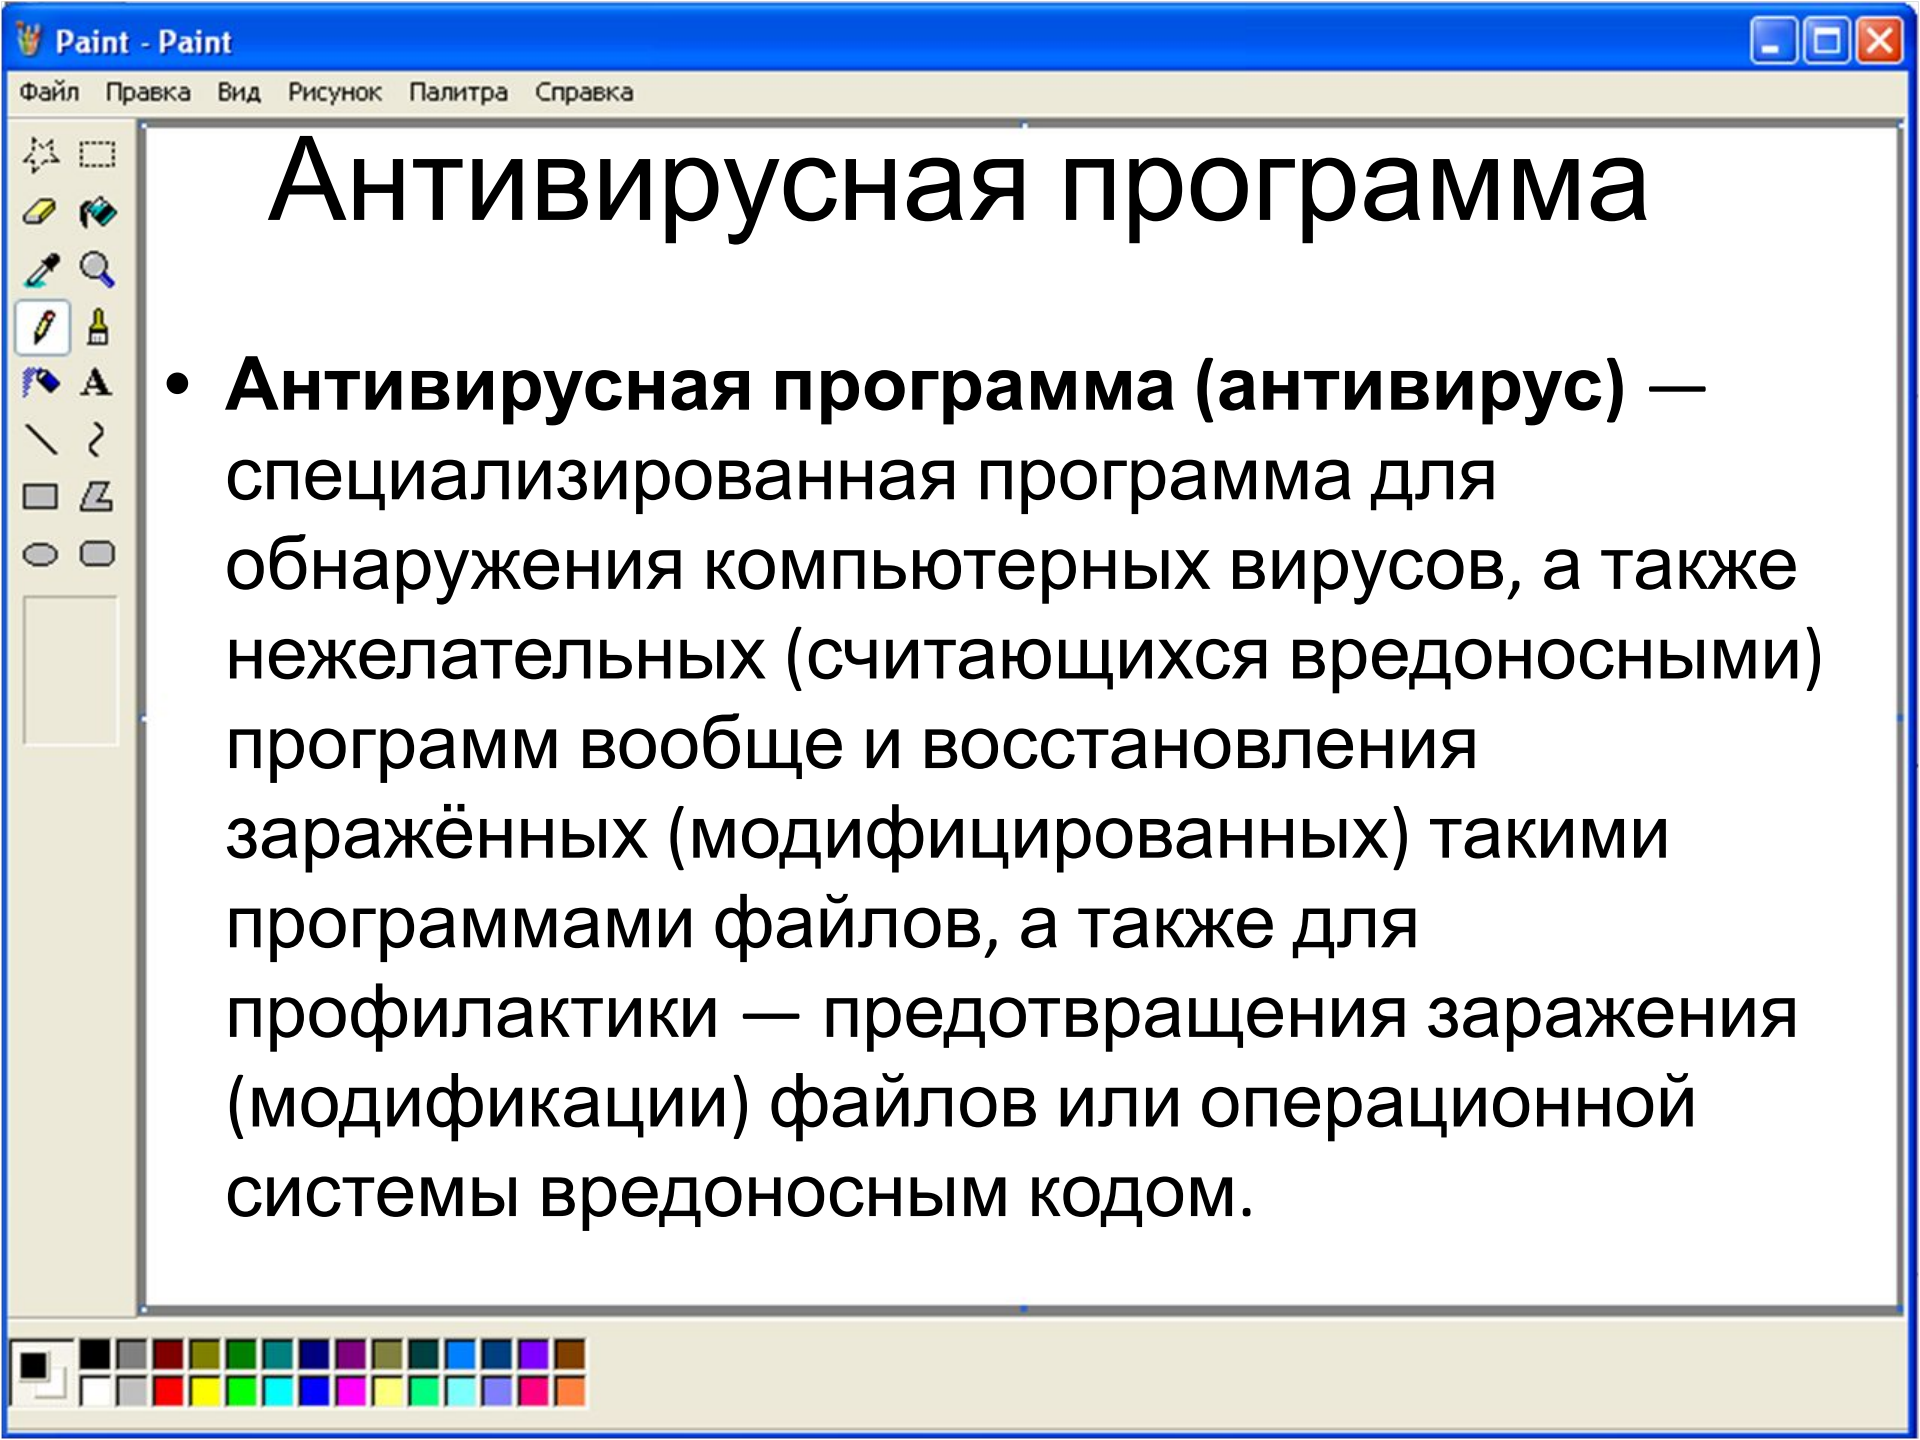 Paint - Paint
Файл Правка Вид Рисунок Палитра Справка
Антивирусная программа
• Антивирусная программа (антивирус) —
специализированная программа для
обнаружения компьютерных вирусов, а также
нежелательных (считающихся вредоносными)
программ вообще и восстановления
заражённых (модифицированных) такими
программами файлов, а также для
профилактики — предотвращения заражения
(модификации) файлов или операционной
системы вредоносным кодом.